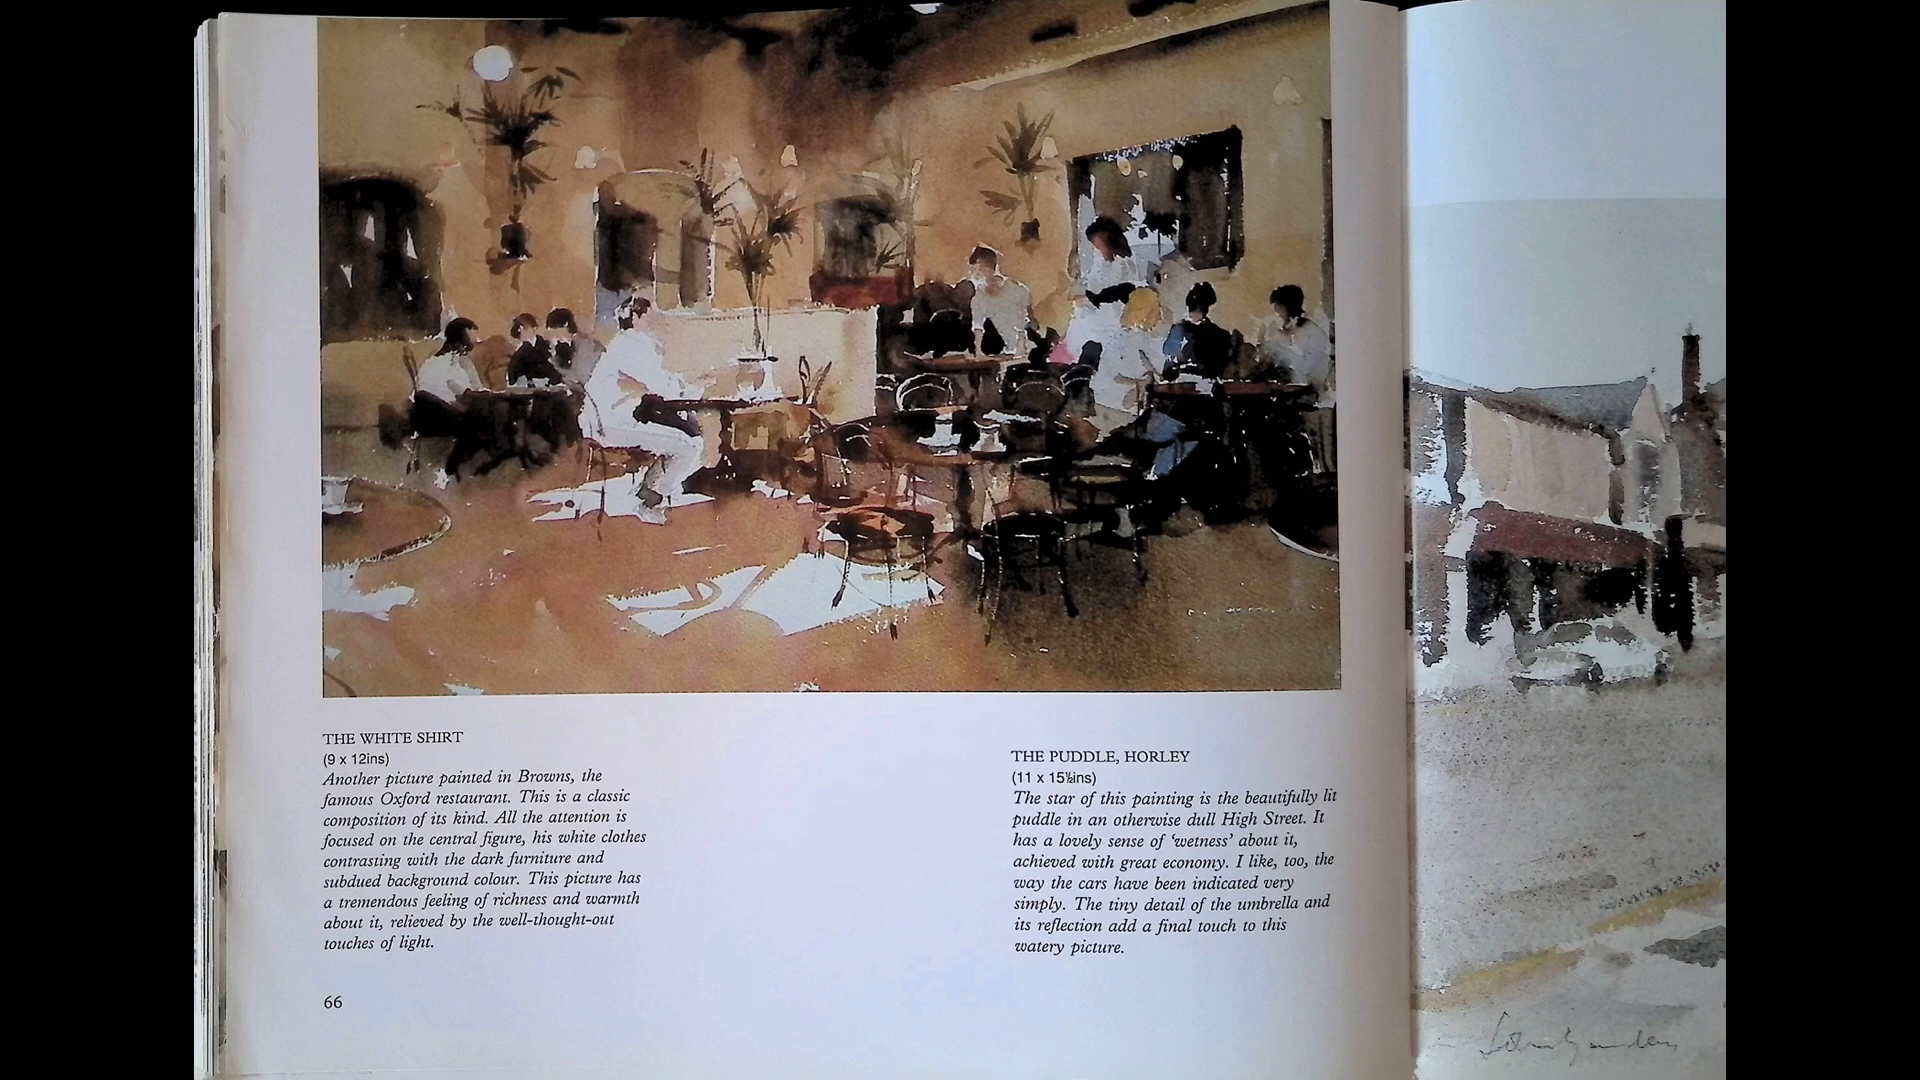 THE WHITE SHIRT
(9 x 12ins)
Another picture painted in Browns, the
famous Oxford restaurant. This is a classic
composition of its kind. All the attention is
focused on the central figure, his white clothes
contrasting with the dark furniture and
subdued background colour. This picture has
a tremendous feeling of richness and warmth
about it, relieved by the well-thought-out
touches of light.
66
THE PUDDLE, HORLEY
(11 x 15½ins)
The star of this painting is the beautifully lit
puddle in an otherwise dull High Street. It
has a lovely sense of ‘wetness’ about it,
achieved with great economy. I like, too, the
way the cars have been indicated very
simply. The tiny detail of the umbrella and
its reflection add a final touch to this
watery picture.